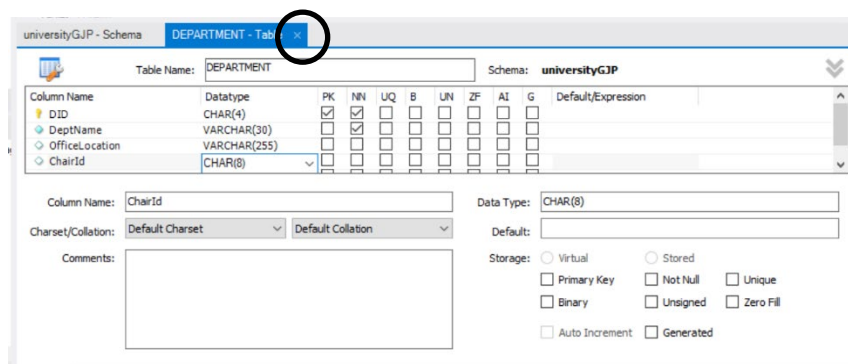 universityGJP - Schema DEPARTMENT - Table ×
Table Name: DEPARTMENT Schema: universityGJP
Column Name Datatype PK NN UQ B UN ZF AI G Default/Expression
DID CHAR(4)
DeptName VARCHAR(30)
OfficeLocation VARCHAR(255)
ChairId CHAR(8)
Column Name: ChairId Data Type: CHAR(8)
Charset/Collation: Default Charset Default Collation Default:
Comments: Storage: Virtual Stored
Primary Key Not Null Unique
Binary Unsigned Zero Fill
Auto Increment Generated